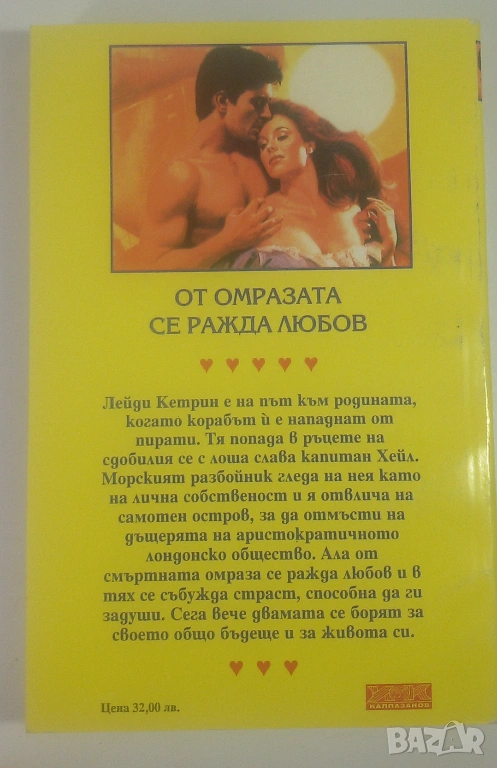 ОТ ОМРАЗАТА
СЕ РАЖДА ЛЮБОВ
Лейди Кетрин е на път към родината,
когато корабът ѝ е нападнат от
пирати. Тя попада в ръцете на
сдобилия се с лоша слава капитан Хейл.
Морският разбойник гледа на нея като
на лична собственост и я отвлича на
самотен остров, за да отмъсти на
дъщерята на аристократичното
лондонско общество. Ала от
смъртната омраза се ражда любов и в
тях се събужда страст, способна да ги
задуши. Сега вече двамата се борят за
своето общо бъдеще и за живота си.
Цена 32,00 лв.
КАЛПАЗАНОВ
BAZAR